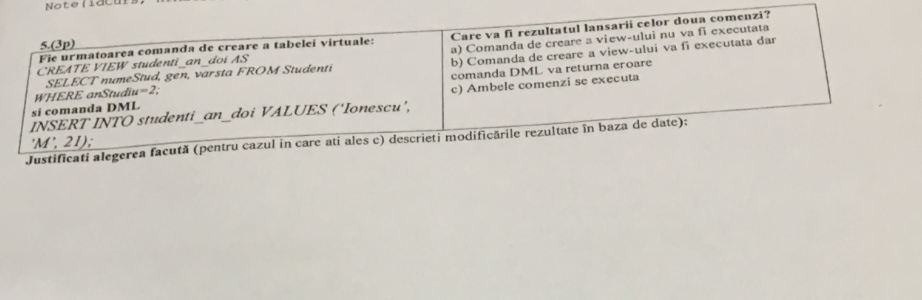 Note(idCurs,
5.(3p)
Fie urmatoarea comanda de creare a tabelei virtuale:
CREATE VIEW studenti_an_doi AS
SELECT numeStud, gen, varsta FROM Studenti
WHERE anStudiu=2;
si comanda DML
INSERT INTO studenti_an_doi VALUES (‘Ionescu’,
’M’, 21);
Care va fi rezultatul lansarii celor doua comenzi?
a) Comanda de creare a view-ului nu va fi executata
b) Comanda de creare a view-ului va fi executata dar
comanda DML va returna eroare
c) Ambele comenzi se executa
Justificati alegerea facută (pentru cazul in care ati ales c) descrieti modificările rezultate în baza de date):